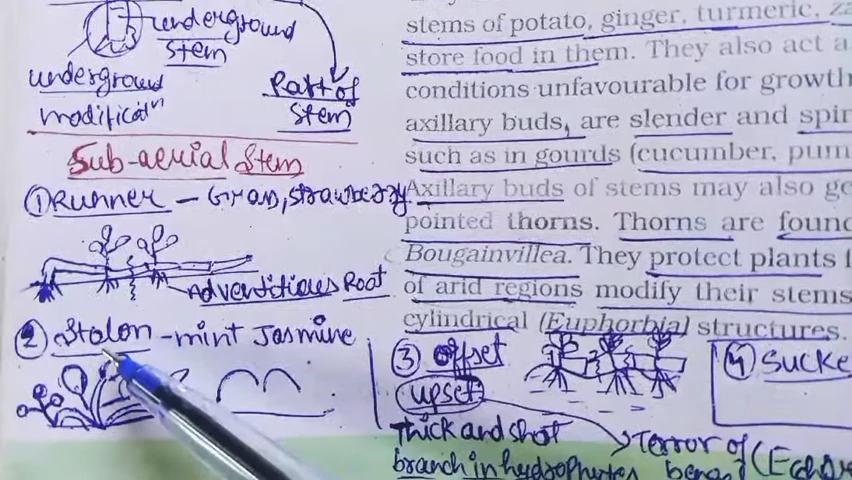 underground
stem
underground
modificatⁿ
Part of
stem
Sub-aerial Stem
① Runner – Grass, strawberry
Adventitious Root
② Stolon – mint Jasmine
③ offset
upset
Thick and short
branch in hydrophytes
Terror of
④ Sucke
stems of potato, ginger, turmeric, za
store food in them. They also act a
conditions unfavourable for growth
axillary buds, are slender and spir
such as in gourds (cucumber, pum
Axillary buds of stems may also ge
pointed thorns. Thorns are found
Bougainvillea. They protect plants f
of arid regions modify their stems
cylindrical (Euphorbia) structures.